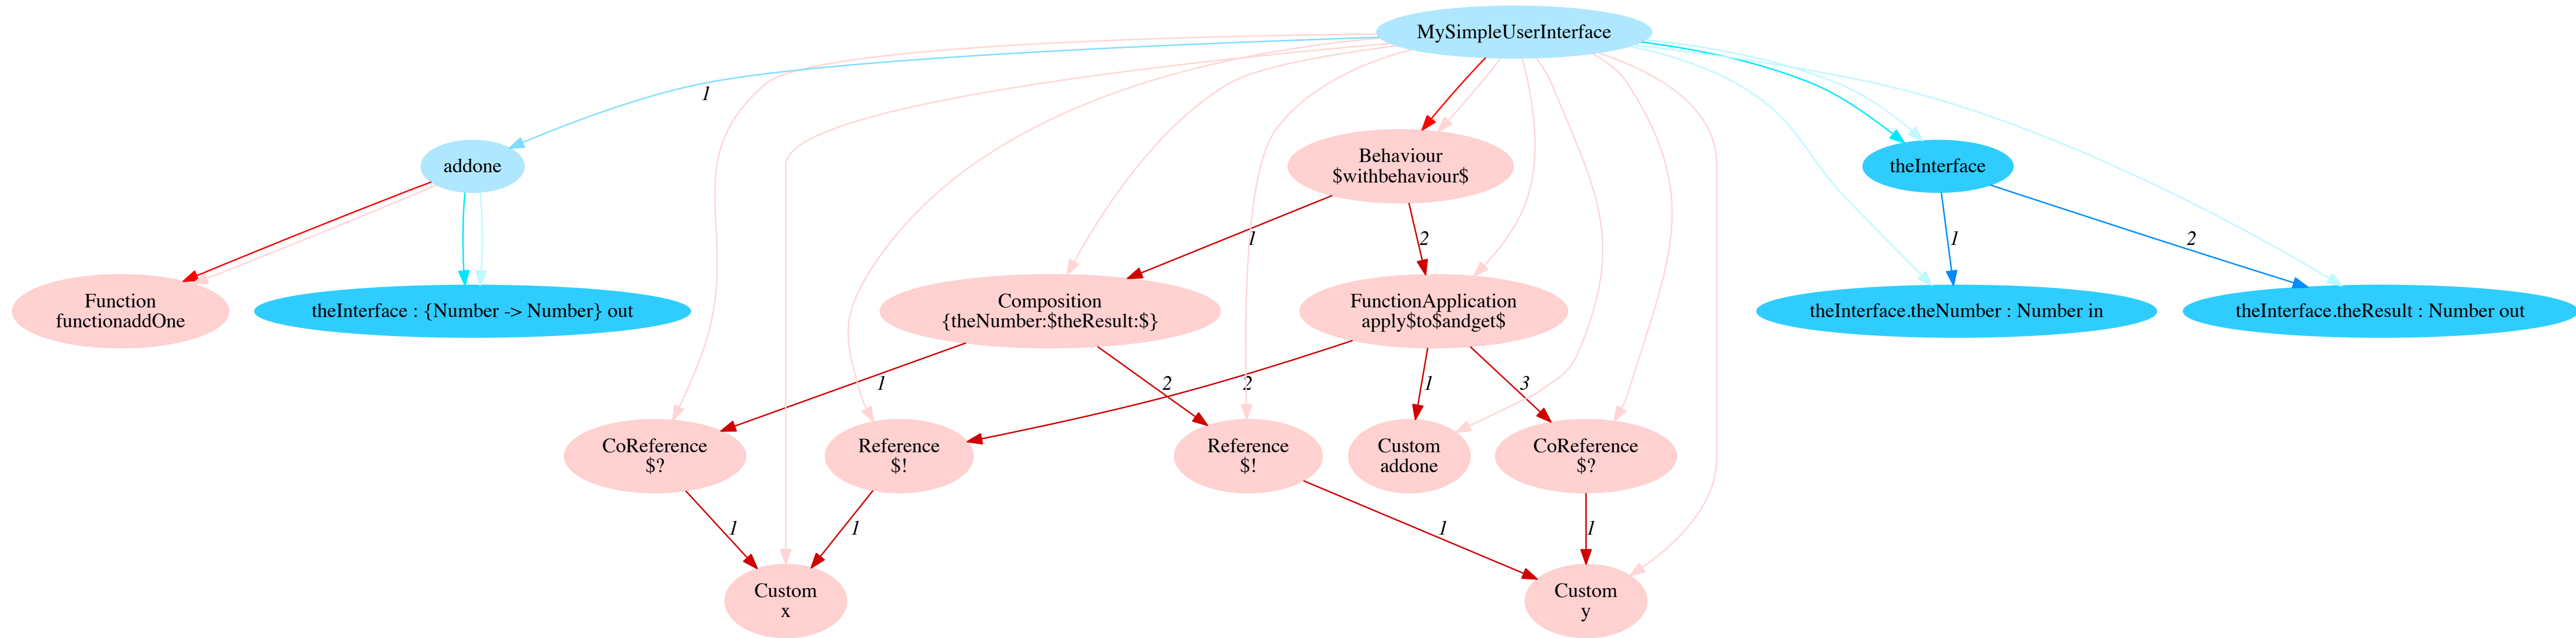 MySimpleUserInterface
1
addone
Behaviour
$withbehaviour$
theInterface
1
2
1
2
Function
functionaddOne
theInterface : {Number -> Number} out
Composition
{theNumber:$theResult:$}
FunctionApplication
apply$to$andget$
theInterface.theNumber : Number in
theInterface.theResult : Number out
1
2
2
1
3
CoReference
$?
Reference
$!
Reference
$!
Custom
addone
CoReference
$?
1
1
1
1
Custom
x
Custom
y